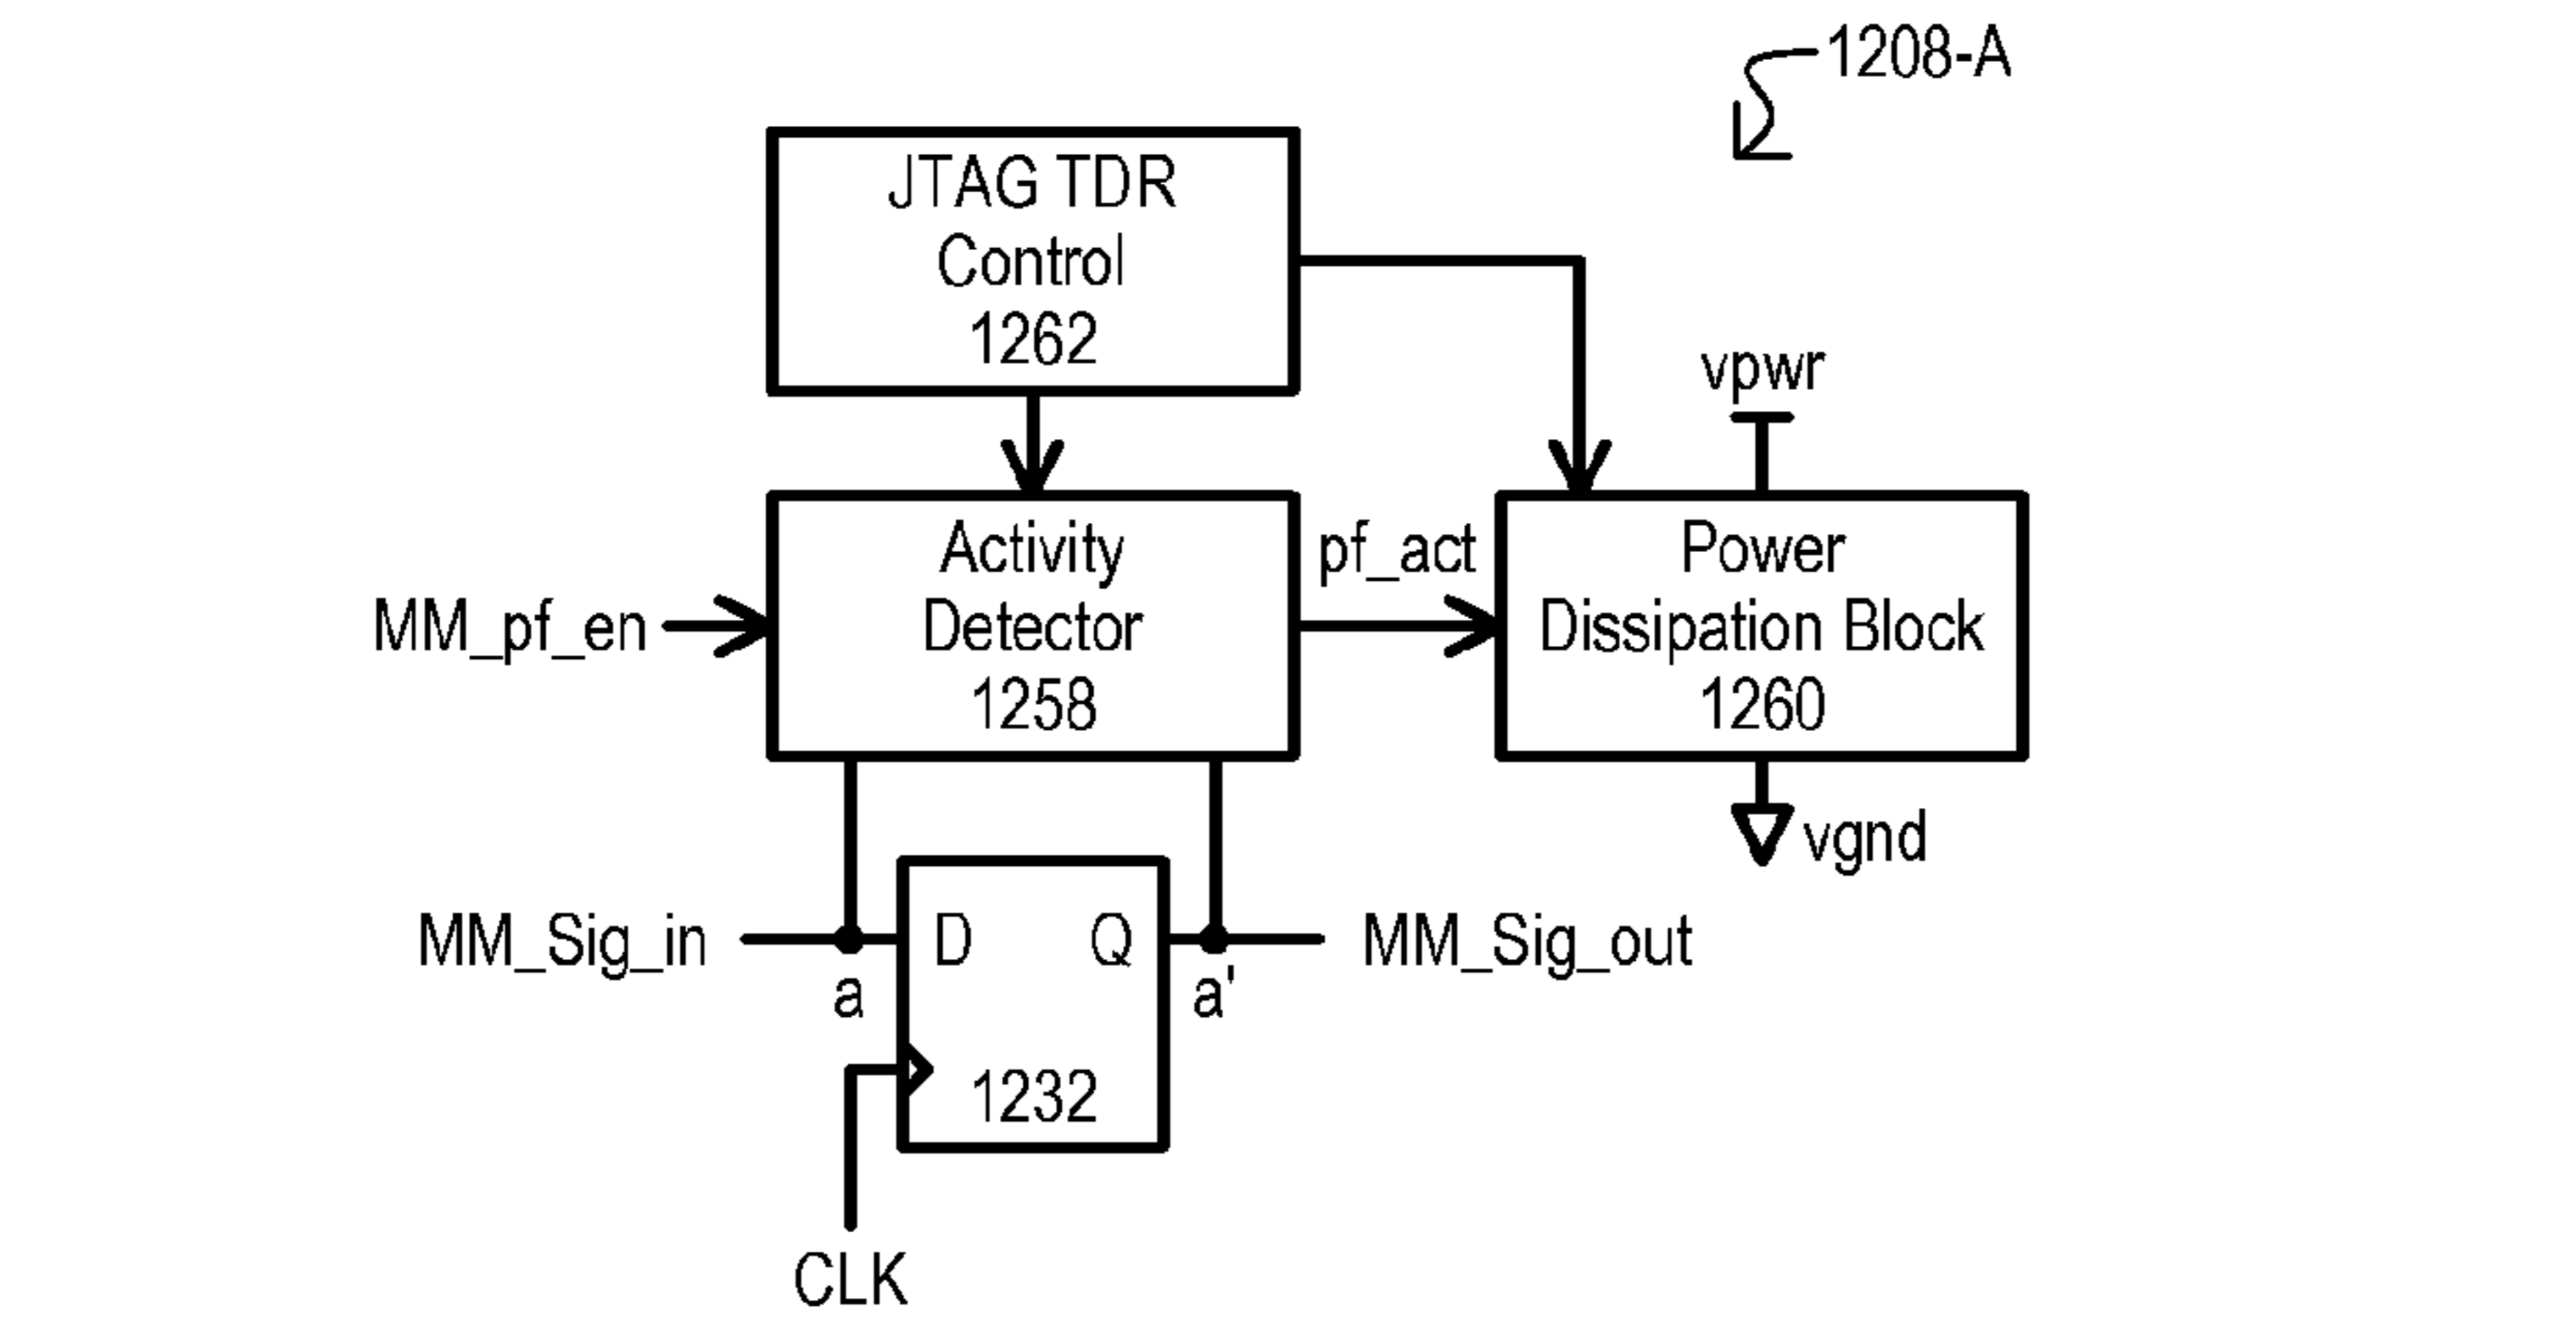 1208-A
JTAG TDR
Control
1262
vpwr
Activity
Detector
1258
pf_act
Power
Dissipation Block
1260
MM_pf_en
vgnd
MM_Sig_in
D
Q
MM_Sig_out
a
a'
1232
CLK